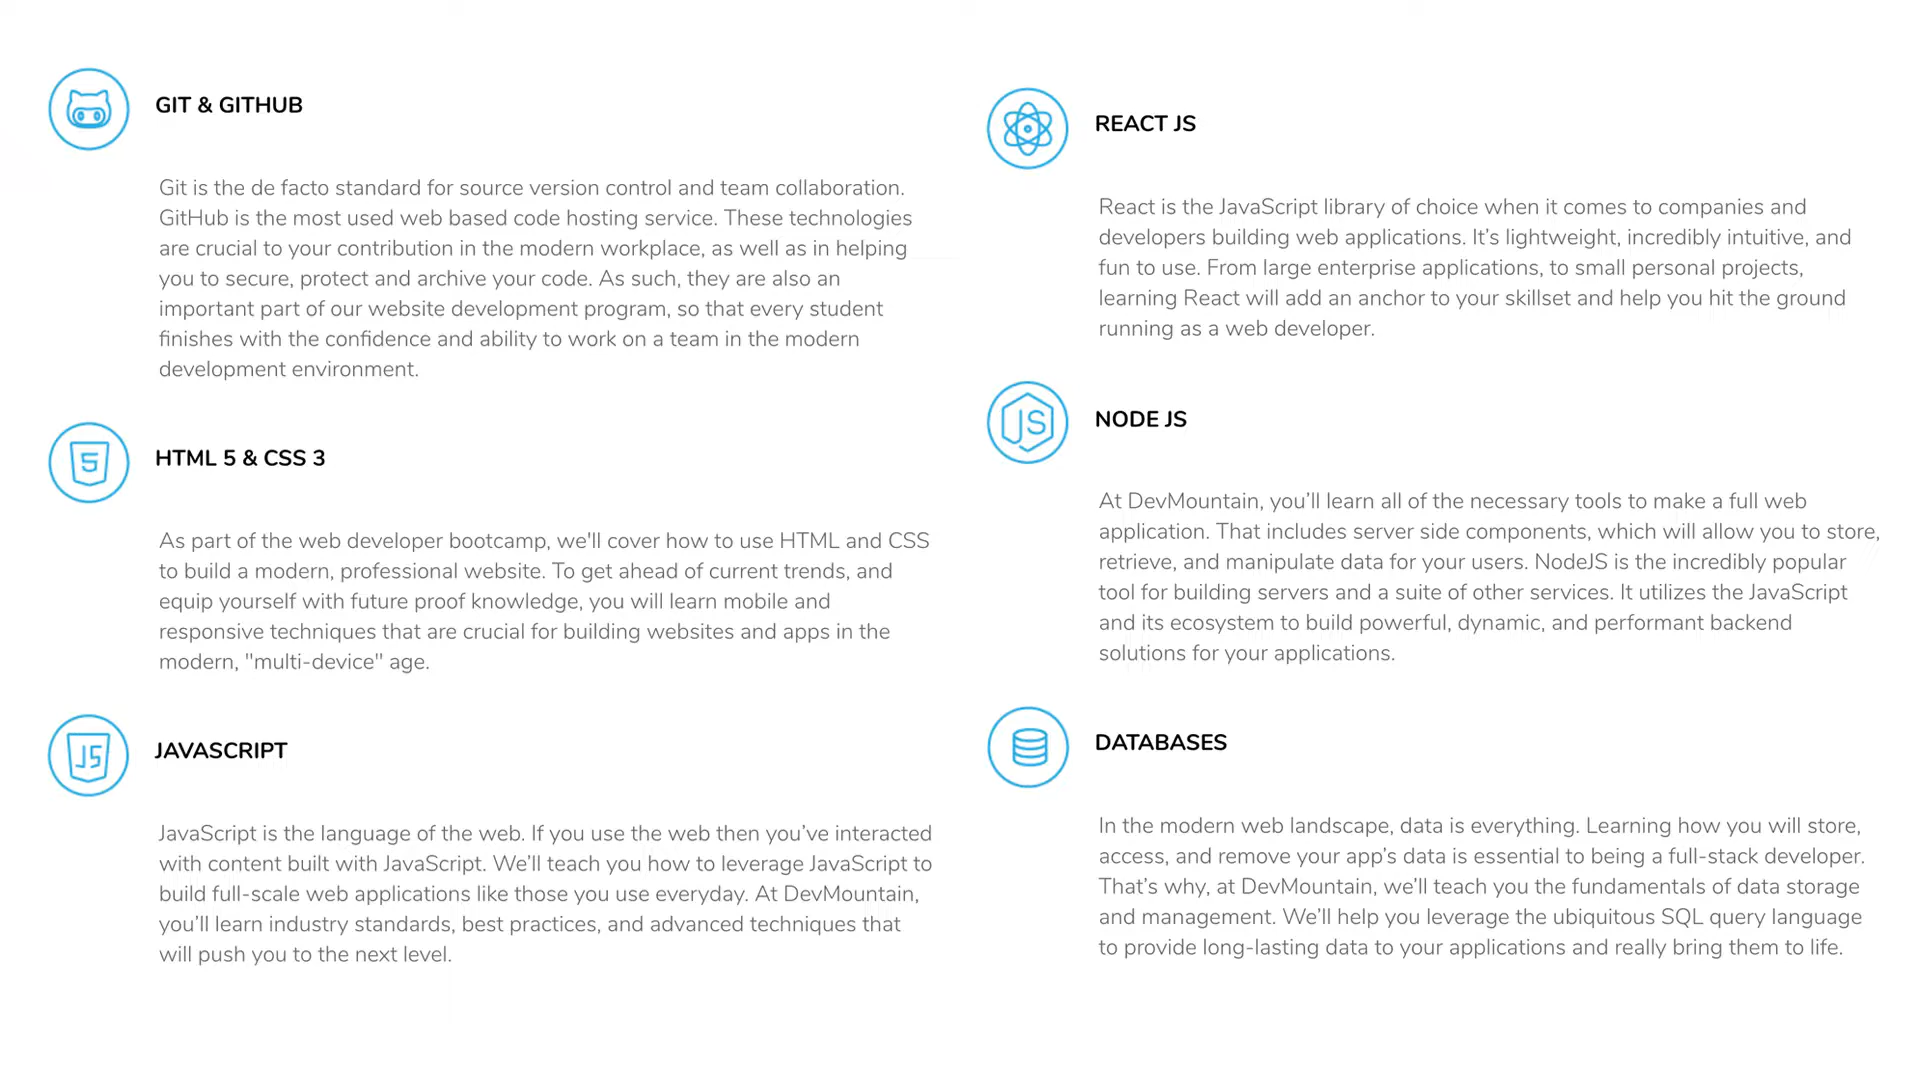 GIT & GITHUB
Git is the de facto standard for source version control and team collaboration.
GitHub is the most used web based code hosting service. These technologies
are crucial to your contribution in the modern workplace, as well as in helping
you to secure, protect and archive your code. As such, they are also an
important part of our website development program, so that every student
finishes with the confidence and ability to work on a team in the modern
development environment.
5
HTML 5 & CSS 3
As part of the web developer bootcamp, we'll cover how to use HTML and CSS
to build a modern, professional website. To get ahead of current trends, and
equip yourself with future proof knowledge, you will learn mobile and
responsive techniques that are crucial for building websites and apps in the
modern, "multi-device" age.
JS
JAVASCRIPT
JavaScript is the language of the web. If you use the web then you’ve interacted
with content built with JavaScript. We’ll teach you how to leverage JavaScript to
build full-scale web applications like those you use everyday. At DevMountain,
you’ll learn industry standards, best practices, and advanced techniques that
will push you to the next level.
REACT JS
React is the JavaScript library of choice when it comes to companies and
developers building web applications. It’s lightweight, incredibly intuitive, and
fun to use. From large enterprise applications, to small personal projects,
learning React will add an anchor to your skillset and help you hit the ground
running as a web developer.
JS
NODE JS
At DevMountain, you’ll learn all of the necessary tools to make a full web
application. That includes server side components, which will allow you to store,
retrieve, and manipulate data for your users. NodeJS is the incredibly popular
tool for building servers and a suite of other services. It utilizes the JavaScript
and its ecosystem to build powerful, dynamic, and performant backend
solutions for your applications.
DATABASES
In the modern web landscape, data is everything. Learning how you will store,
access, and remove your app’s data is essential to being a full-stack developer.
That’s why, at DevMountain, we’ll teach you the fundamentals of data storage
and management. We’ll help you leverage the ubiquitous SQL query language
to provide long-lasting data to your applications and really bring them to life.